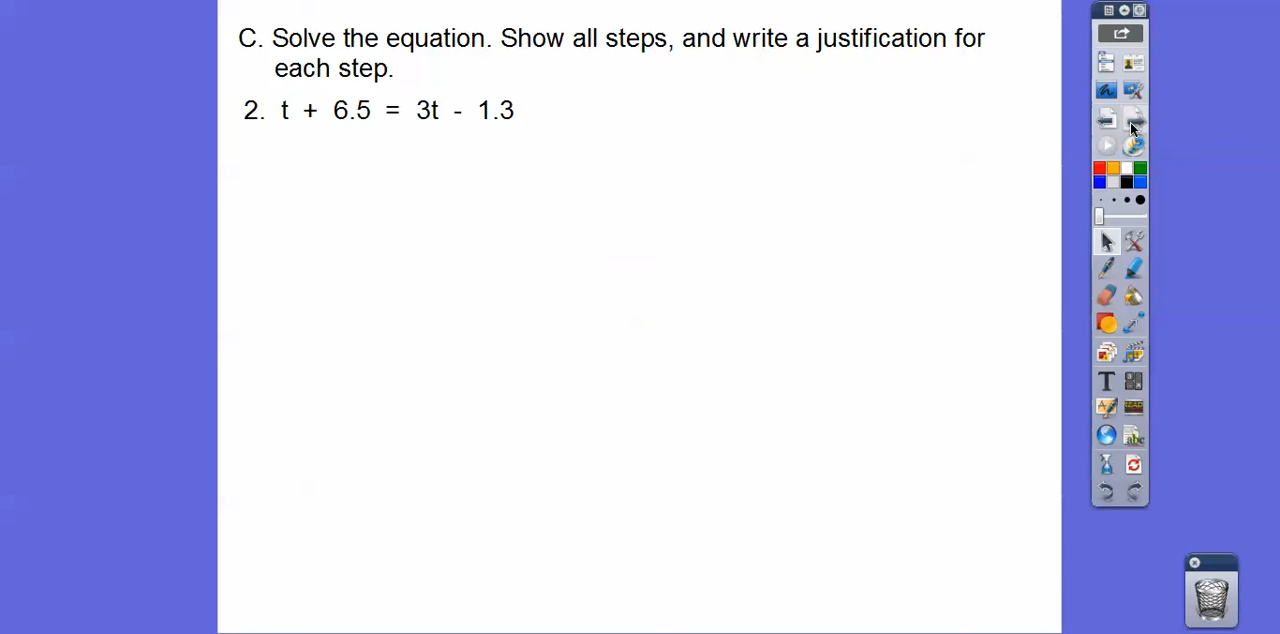 C. Solve the equation. Show all steps, and write a justification for
each step.
2. t + 6.5 = 3t - 1.3